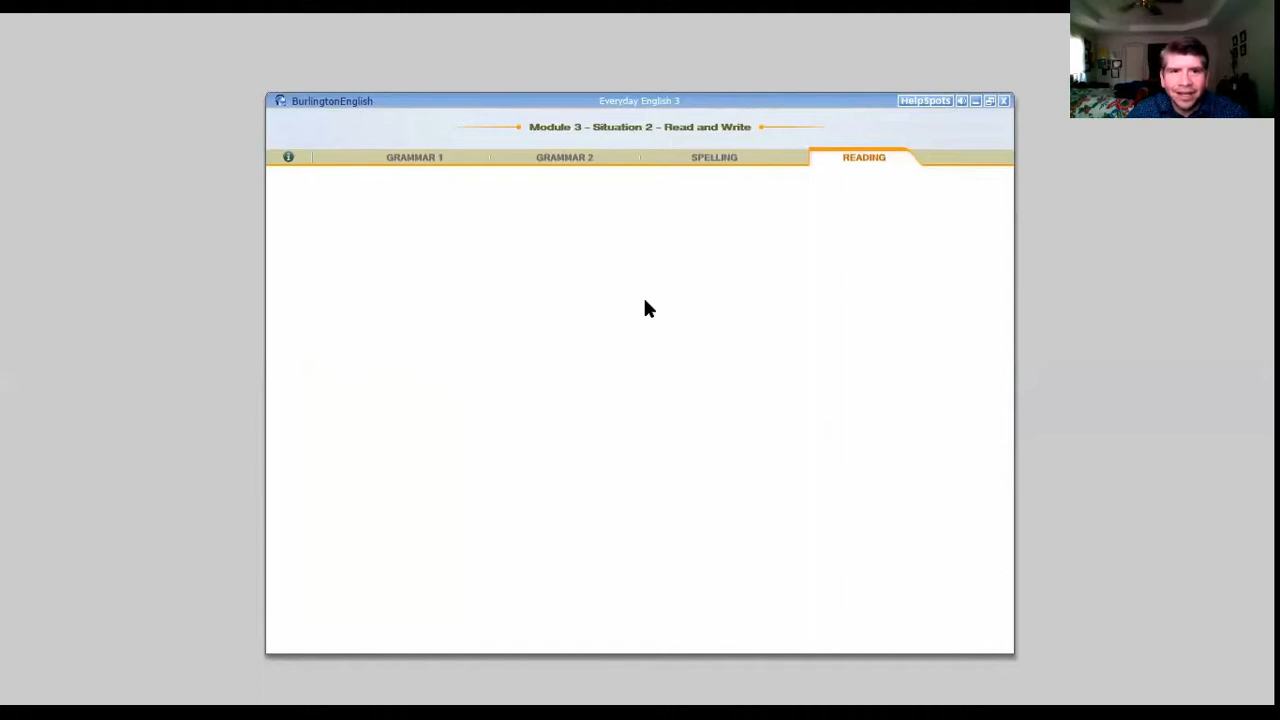 BurlingtonEnglish
Everyday English 3
HelpSpots
Module 3 - Situation 2 - Read and Write
GRAMMAR 1
GRAMMAR 2
SPELLING
READING